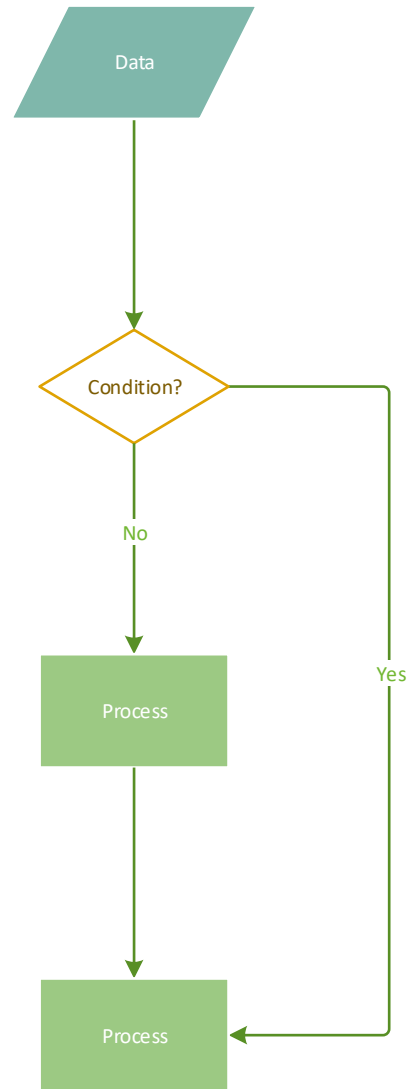 Data
Condition?
No
Yes
Process
Process